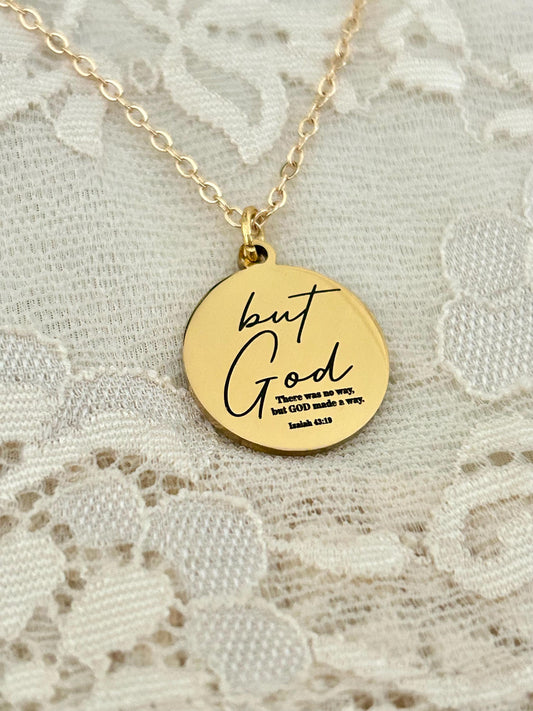 but
God
There was no way,
but GOD made a way.
Isaiah 43:19